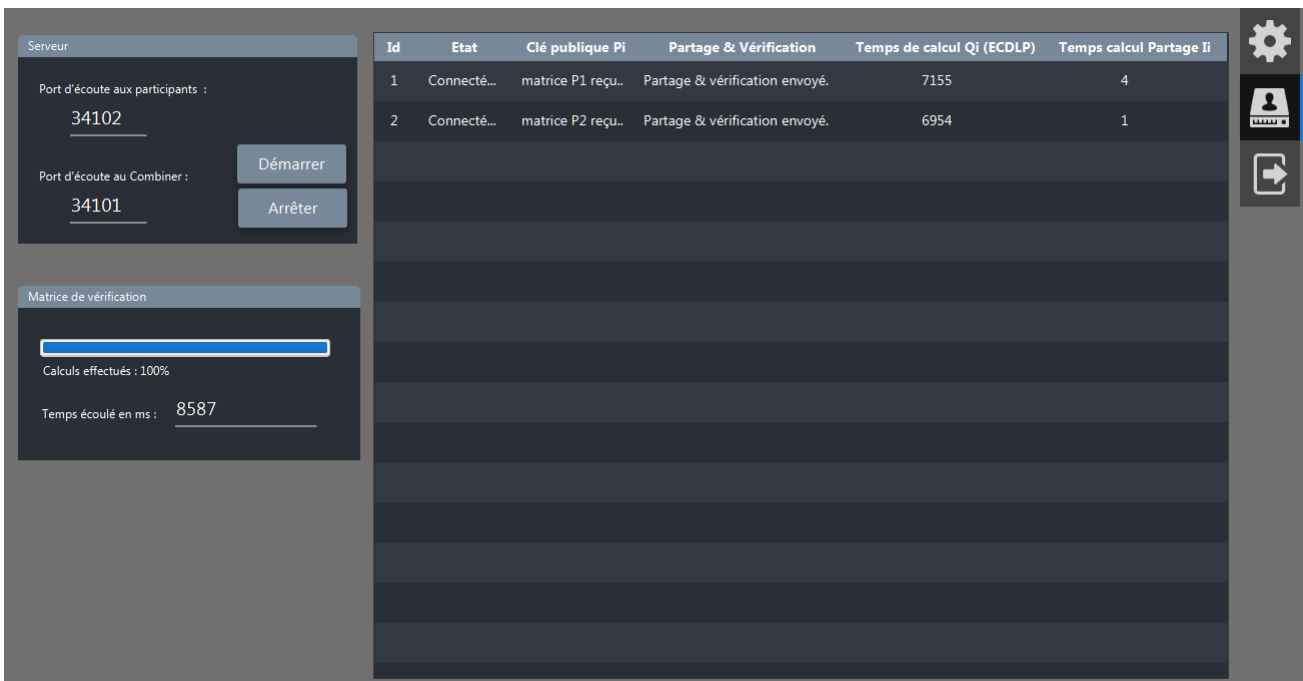 Serveur
Port d'écoute aux participants :
34102
Démarrer
Port d'écoute au Combiner :
34101
Arrêter
Matrice de vérification
Calculs effectués : 100%
Temps écoulé en ms : 8587
Id Etat Clé publique Pi Partage & Vérification Temps de calcul Qi (ECDLP) Temps calcul Partage Ii
1 Connecté... matrice P1 reçu.. Partage & vérification envoyé. 7155 4
2 Connecté... matrice P2 reçu.. Partage & vérification envoyé. 6954 1